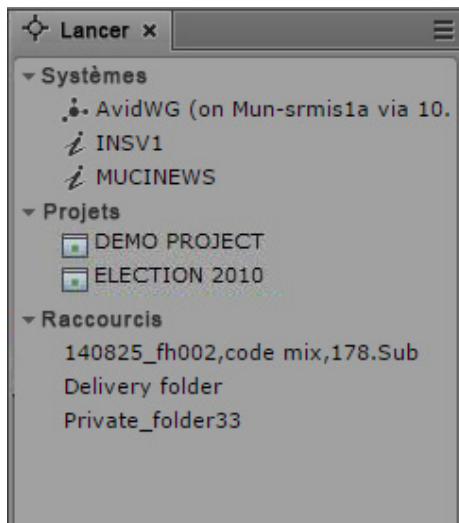 Lancer
Systèmes
AvidWG (on Mun-srmis1a via 10.
INSV1
MUCINEWS
Projets
DEMO PROJECT
ELECTION 2010
Raccourcis
140825_fh002,code mix,178.Sub
Delivery folder
Private_folder33